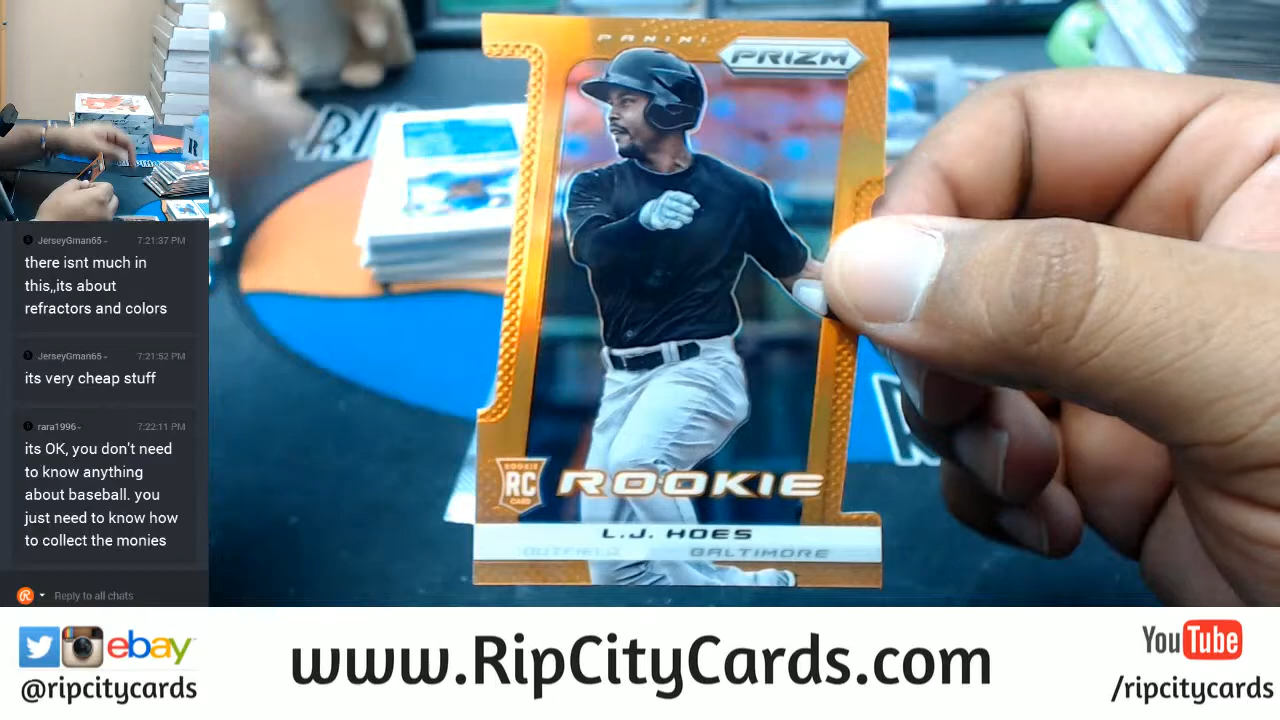 JerseyGman65 - 7:21:37 PM
there isnt much in
this,,its about
refractors and colors
JerseyGman65 - 7:21:52 PM
its very cheap stuff
rara1996 - 7:22:11 PM
its OK, you don't need
to know anything
about baseball. you
just need to know how
to collect the monies
Reply to all chats
PANINI
PRIZM
ROOKIE
RC
CARD
ROOKIE
L.J. HOES
OUTFIELD BALTIMORE
ebay
@ripcitycards
www.RipCityCards.com
YouTube
/ripcitycards